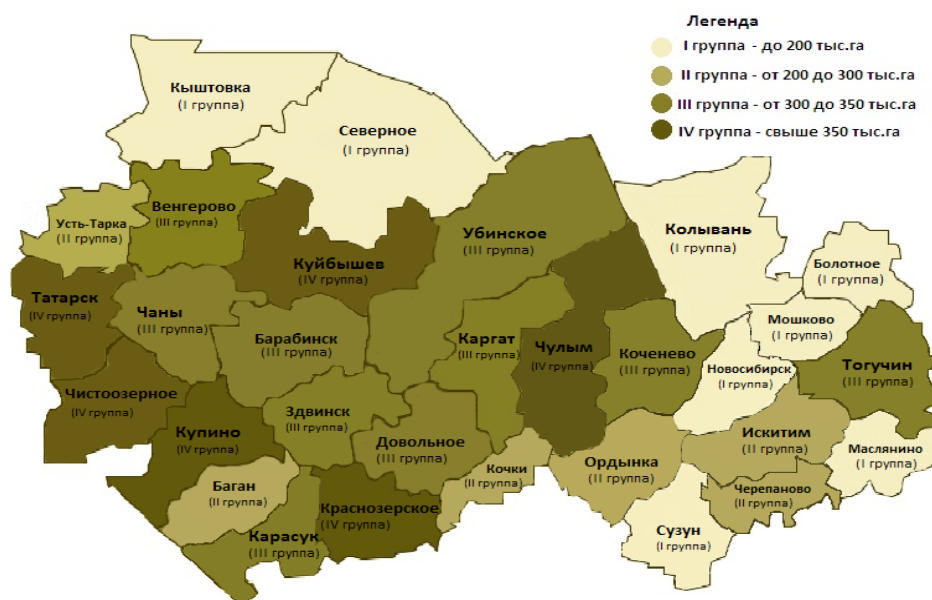 Легенда
I группа - до 200 тыс.га
II группа - от 200 до 300 тыс.га
III группа - от 300 до 350 тыс.га
IV группа - свыше 350 тыс.га
Кыштовка
(I группа)
Северное
(I группа)
Усть-Тарка
(II группа)
Венгерово
(III группа)
Убинское
(III группа)
Колывань
(I группа)
Куйбышев
(IV группа)
Болотное
(I группа)
Татарск
(IV группа)
Чаны
(III группа)
Барабинск
(III группа)
Каргат
(III группа)
Чулым
(IV группа)
Коченево
(III группа)
Мошково
(I группа)
Новосибирск
(I группа)
Тогучин
(III группа)
Чистоозерное
(IV группа)
Купино
(IV группа)
Здвинск
(III группа)
Довольное
(III группа)
Искитим
(II группа)
Маслянино
(I группа)
Кочки
(II группа)
Ордынка
(II группа)
Баган
(II группа)
Черепаново
(II группа)
Краснозерское
(IV группа)
Карасук
(III группа)
Сузун
(I группа)